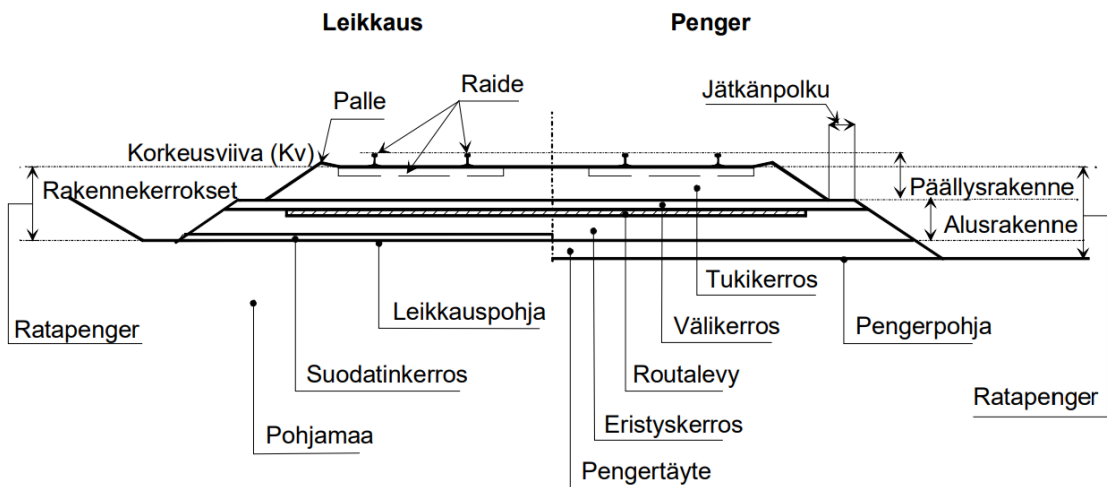 Leikkaus Penger
Jätkänpolku
Raide
Palle
Korkeusviiva (Kv)
Rakennekerrokset
Päällysrakenne
Alusrakenne
Tukikerros
Leikkauspohja
Välikerros
Pengerpohja
Ratapenger
Suodatinkerros
Routalevy
Ratapenger
Eristyskerros
Pohjamaa
Pengertäyte